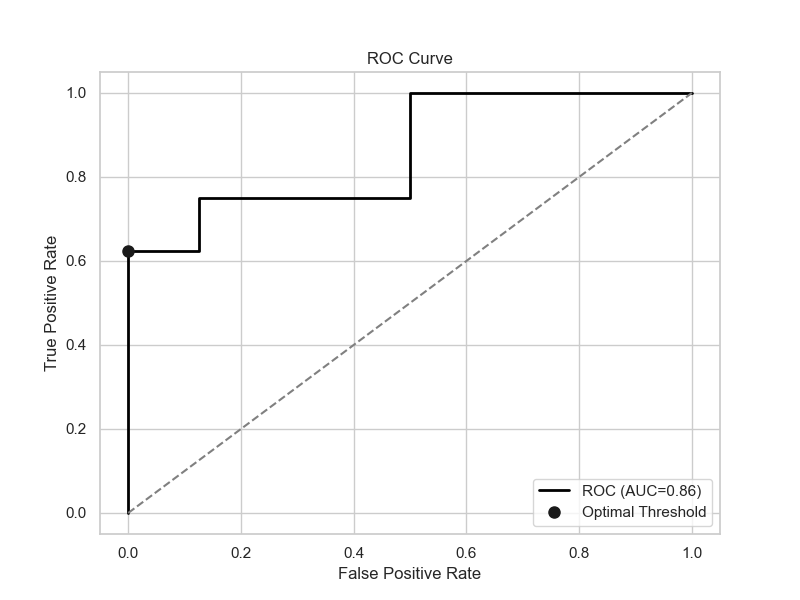 ROC Curve
1.0
0.8
0.6
0.4
0.2
0.0
True Positive Rate
0.0 0.2 0.4 0.6 0.8 1.0
False Positive Rate
ROC (AUC=0.86)
Optimal Threshold